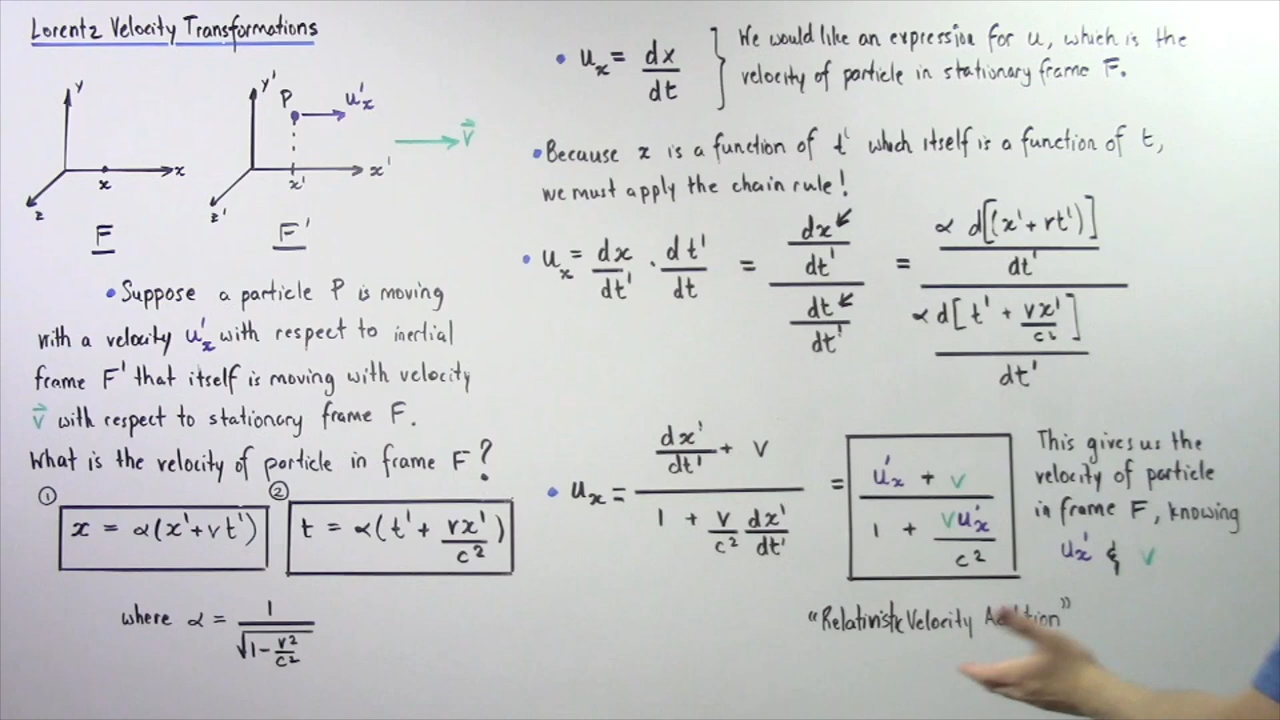 Lorentz Velocity Transformations
y
x
x
z
F
y'
P
u'x
x'
x'
z'
F'
v⃗
• Suppose a particle P is moving
with a velocity u'x with respect to inertial
frame F' that itself is moving with velocity
v⃗ with respect to stationary frame F.
What is the velocity of particle in frame F?
① x = α(x'+vt')
② t = α(t' + vx'/c²)
where α = 1/√(1-v²/c²)
• ux = dx/dt } We would like an expression for u, which is the
velocity of particle in stationary frame F.
• Because x is a function of t' which itself is a function of t,
we must apply the chain rule!
• ux = dx/dt' · dt'/dt = (dx/dt')/(dt/dt') = (α d[(x'+vt')]/dt')/(α d[t' + vx'/c²]/dt')
• ux = (dx'/dt' + v)/(1 + v/c² dx'/dt') = (u'x + v)/(1 + vu'x/c²)
This gives us the
velocity of particle
in frame F, knowing
u'x & v
"Relativistic Velocity